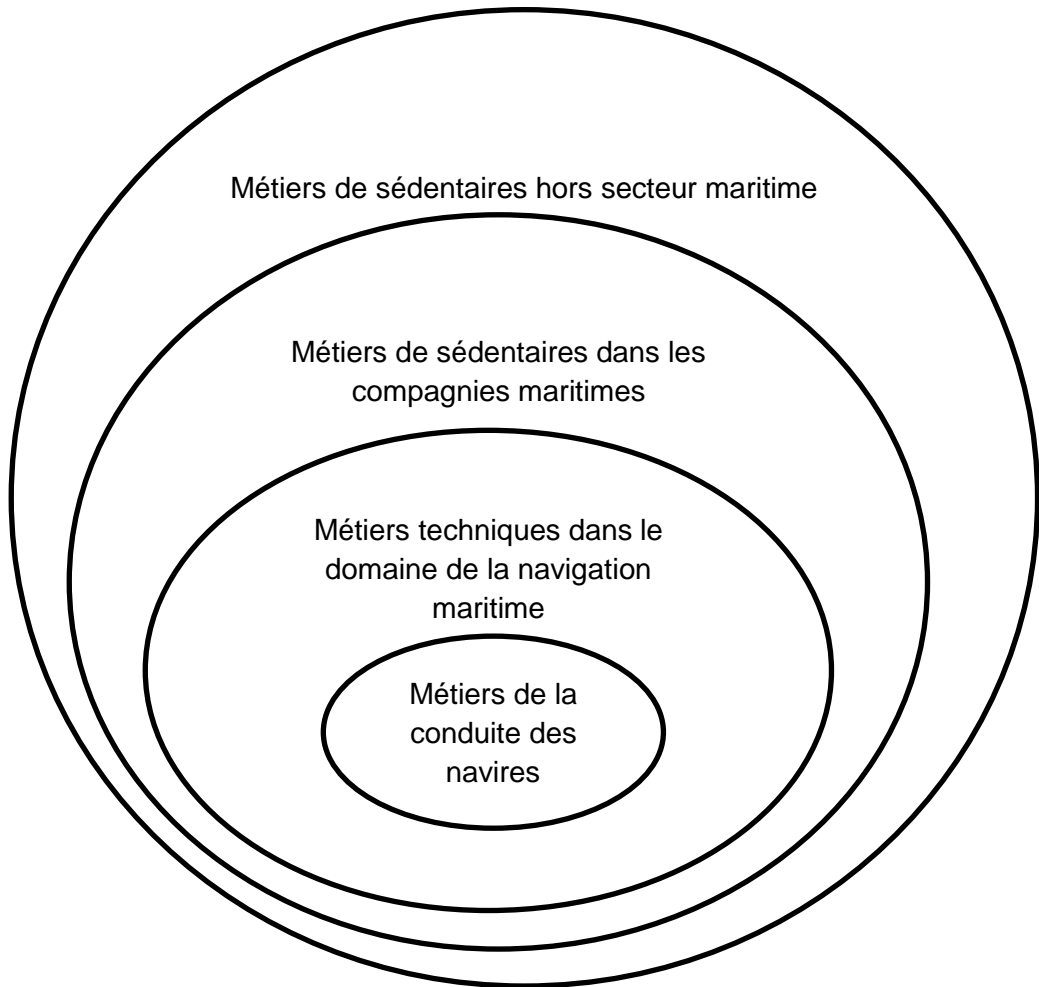 Métiers de sédentaires hors secteur maritime
Métiers de sédentaires dans les
compagnies maritimes
Métiers techniques dans le
domaine de la navigation
maritime
Métiers de la
conduite des
navires